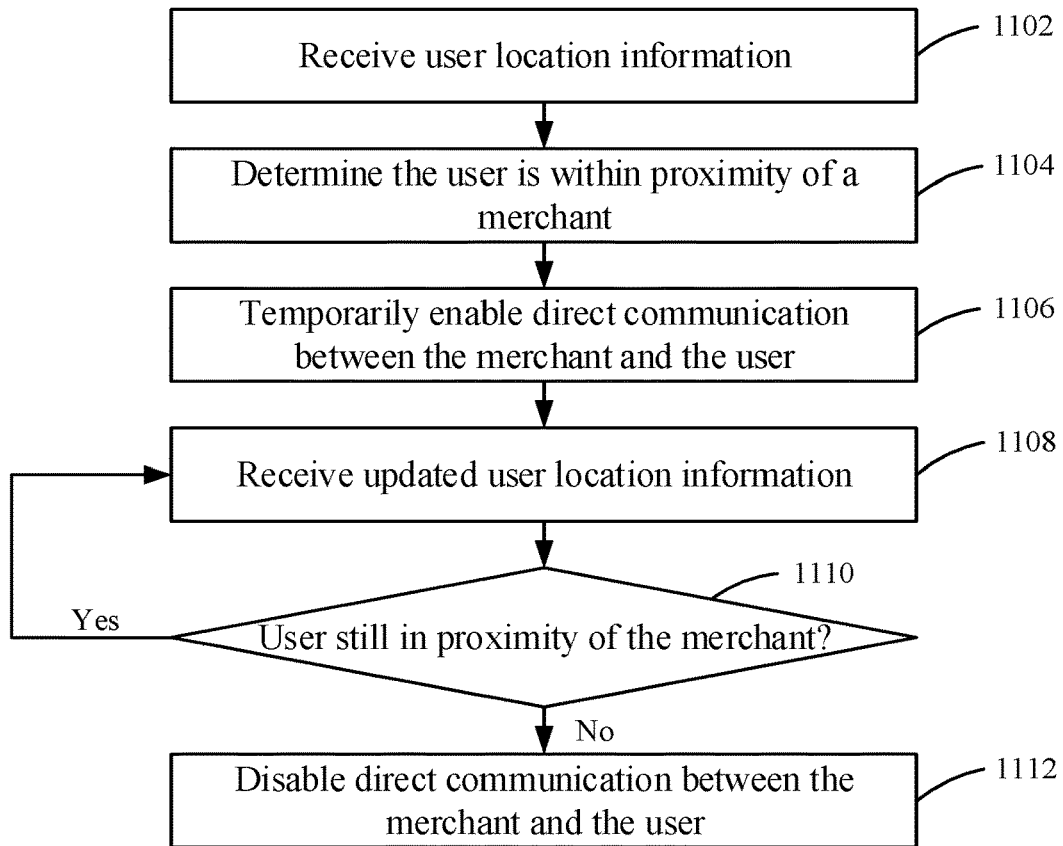 Receive user location information
1102
Determine the user is within proximity of a
merchant
1104
Temporarily enable direct communication
between the merchant and the user
1106
Receive updated user location information
1108
User still in proximity of the merchant?
1110
Yes
No
Disable direct communication between the
merchant and the user
1112